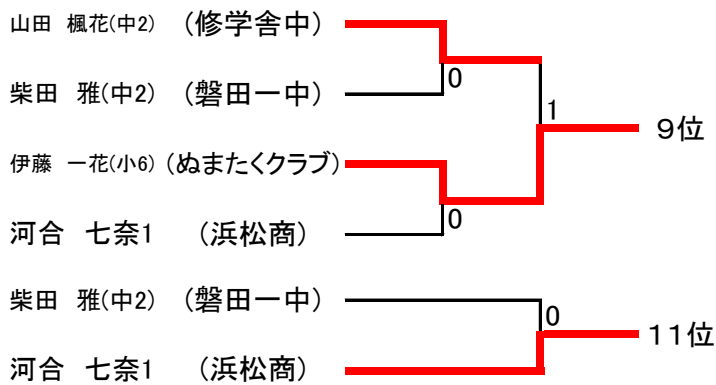 山田 楓花(中2) (修学舎中)
0
柴田 雅(中2) (磐田一中)
1
9位
伊藤 一花(小6) (ぬまたくクラブ)
0
河合 七奈1 (浜松商)
柴田 雅(中2) (磐田一中)
0
11位
河合 七奈1 (浜松商)